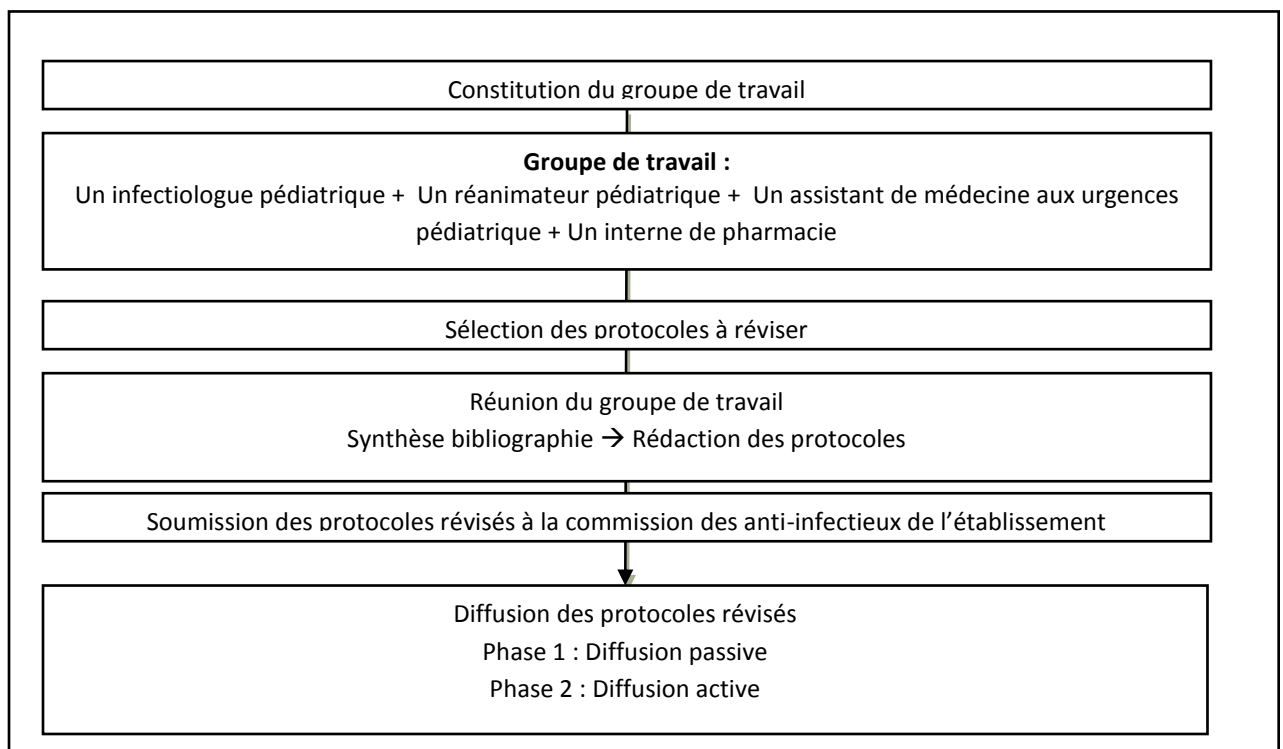 Constitution du groupe de travail
Groupe de travail :
Un infectiologue pédiatrique + Un réanimateur pédiatrique + Un assistant de médecine aux urgences
pédiatrique + Un interne de pharmacie
Sélection des protocoles à réviser
Réunion du groupe de travail
Synthèse bibliographie → Rédaction des protocoles
Soumission des protocoles révisés à la commission des anti-infectieux de l’établissement
Diffusion des protocoles révisés
Phase 1 : Diffusion passive
Phase 2 : Diffusion active